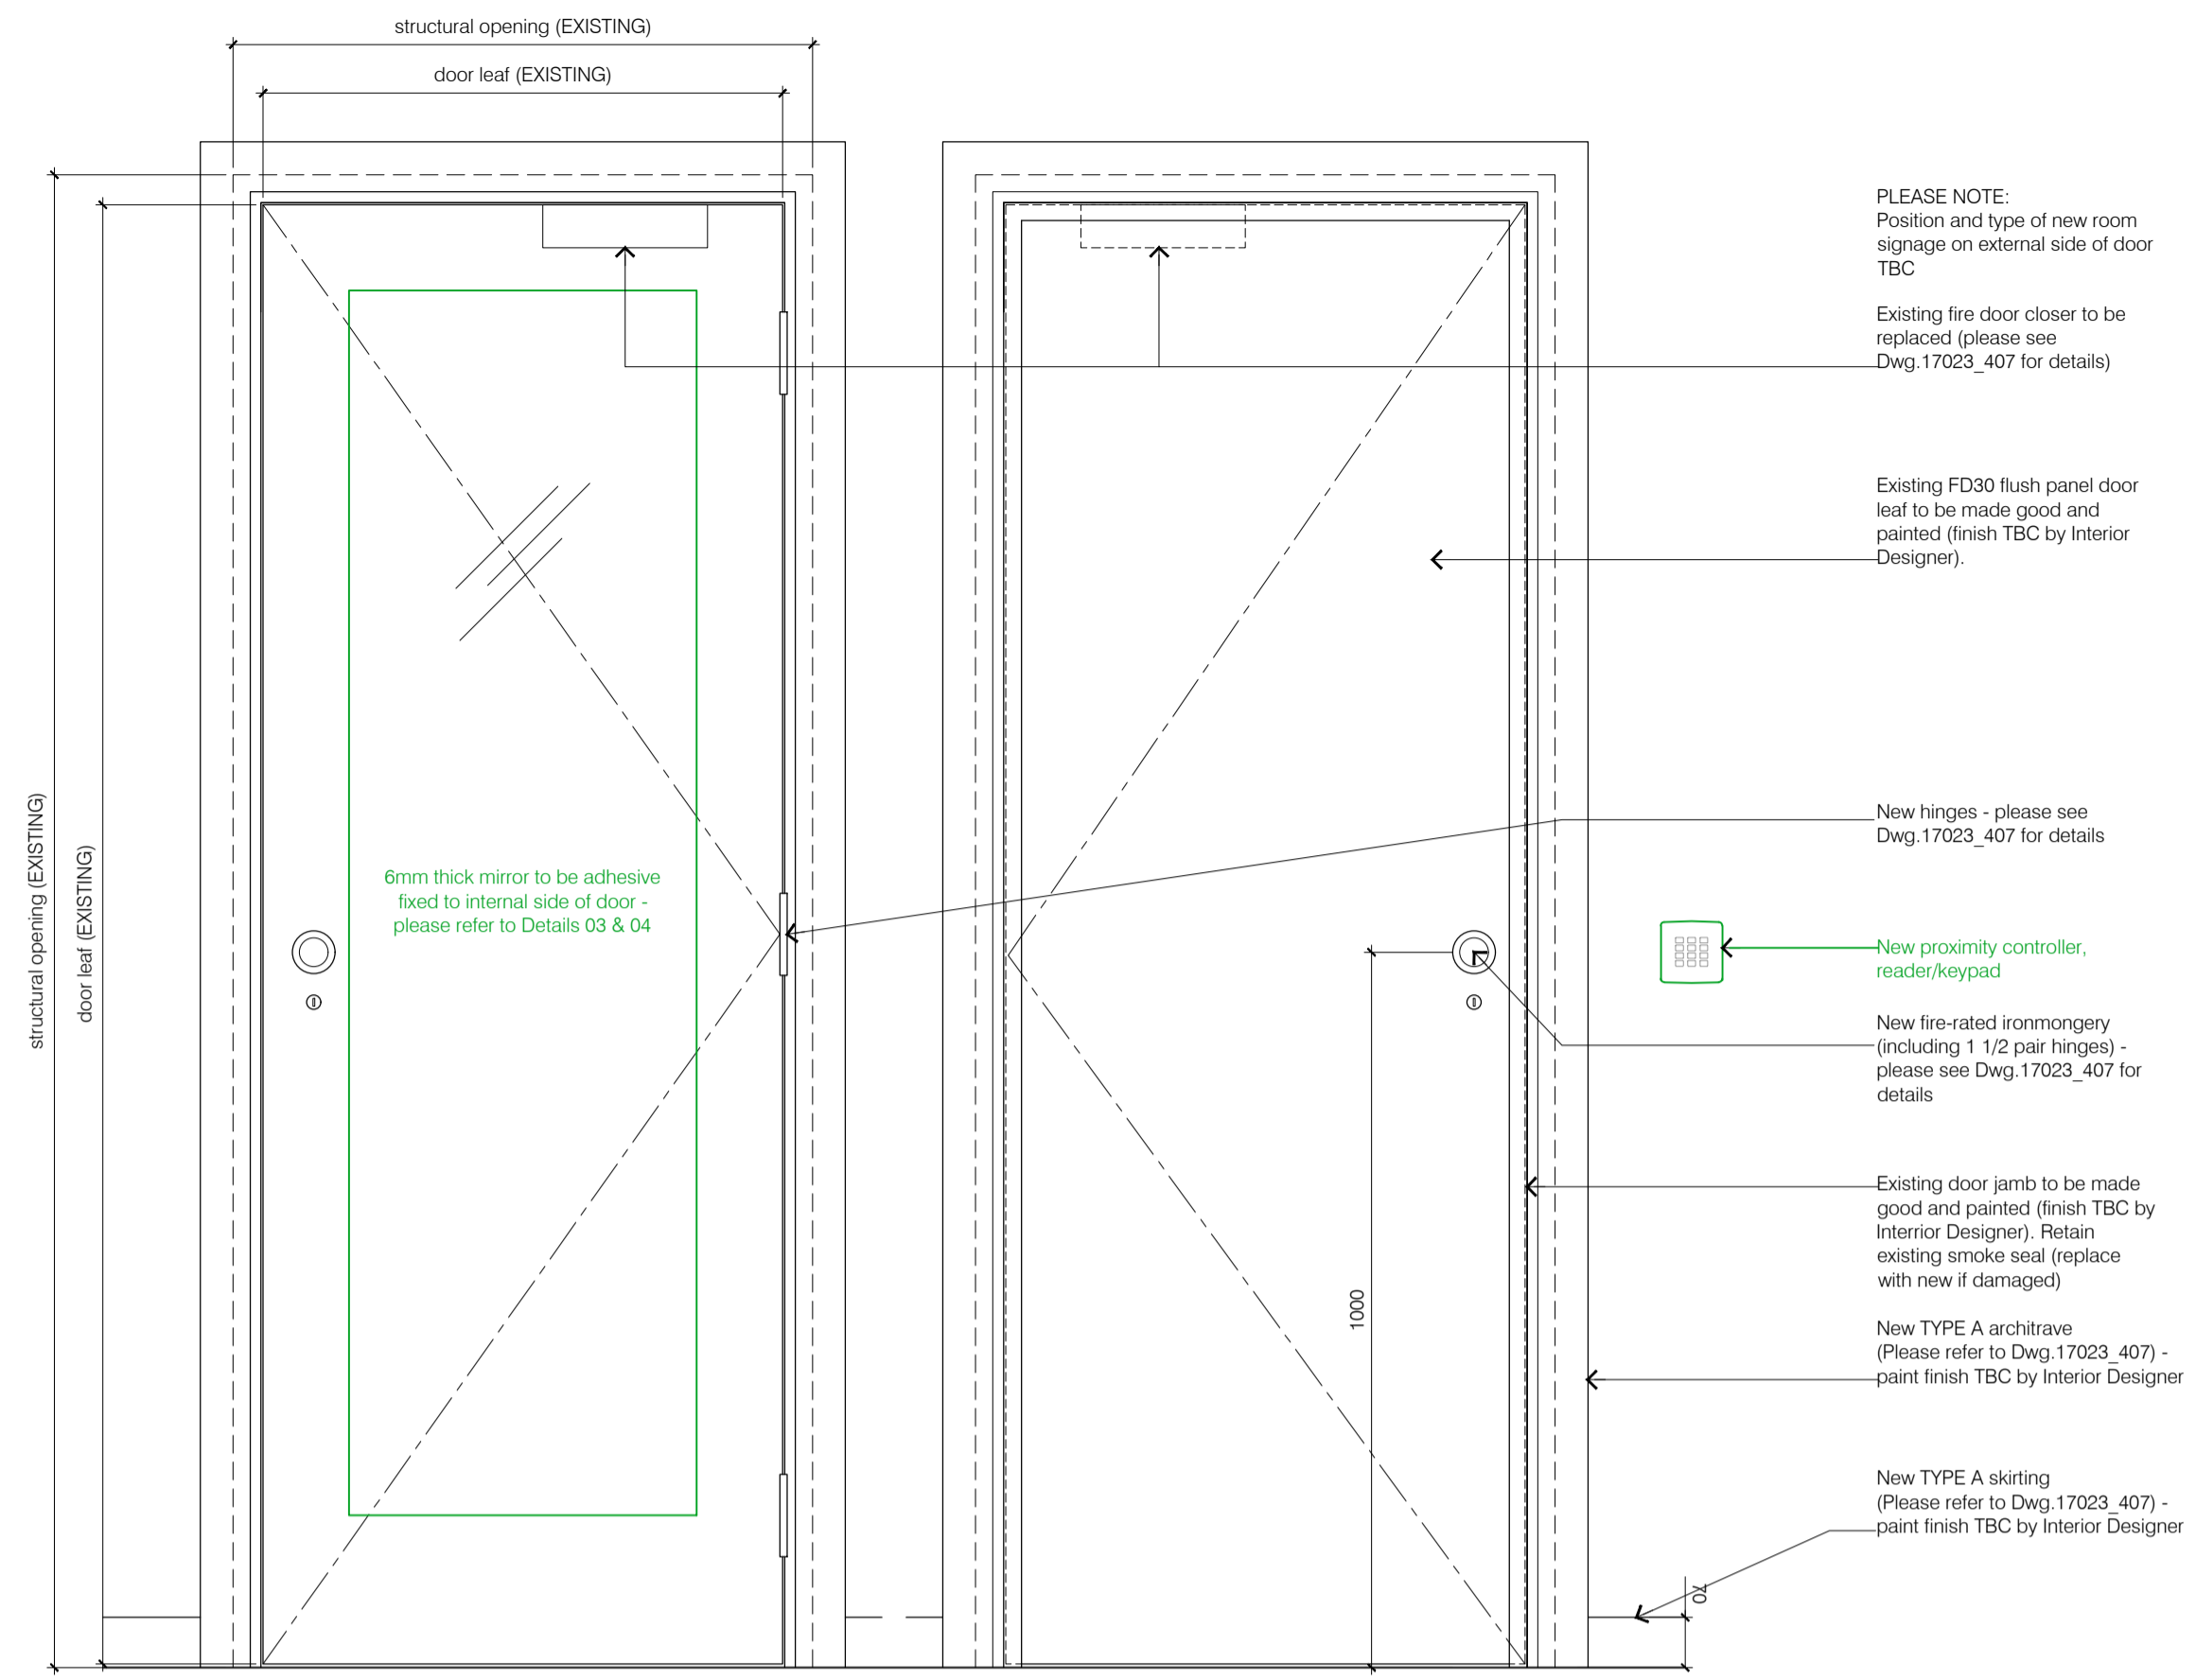 structural opening (EXISTING)
door leaf (EXISTING)
structural opening (EXISTING)
door leaf (EXISTING)
6mm thick mirror to be adhesive
fixed to internal side of door -
please refer to Details 03 & 04
1000
PLEASE NOTE:
Position and type of new room
signage on external side of door
TBC
Existing fire door closer to be
replaced (please see
Dwg.17023_407 for details)
Existing FD30 flush panel door
leaf to be made good and
painted (finish TBC by Interior
Designer).
New hinges - please see
Dwg.17023_407 for details
New proximity controller,
reader/keypad
New fire-rated ironmongery
(including 1 1/2 pair hinges) -
please see Dwg.17023_407 for
details
Existing door jamb to be made
good and painted (finish TBC by
Interrior Designer). Retain
existing smoke seal (replace
with new if damaged)
New TYPE A architrave
(Please refer to Dwg.17023_407) -
paint finish TBC by Interior Designer
New TYPE A skirting
(Please refer to Dwg.17023_407) -
paint finish TBC by Interior Designer
70